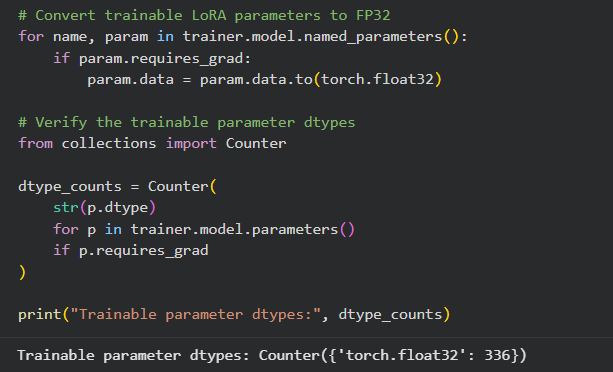 # Convert trainable LoRA parameters to FP32
for name, param in trainer.model.named_parameters():
    if param.requires_grad:
        param.data = param.data.to(torch.float32)

# Verify the trainable parameter dtypes
from collections import Counter

dtype_counts = Counter(
    str(p.dtype)
    for p in trainer.model.parameters()
    if p.requires_grad
)

print("Trainable parameter dtypes:", dtype_counts)
Trainable parameter dtypes: Counter({'torch.float32': 336})